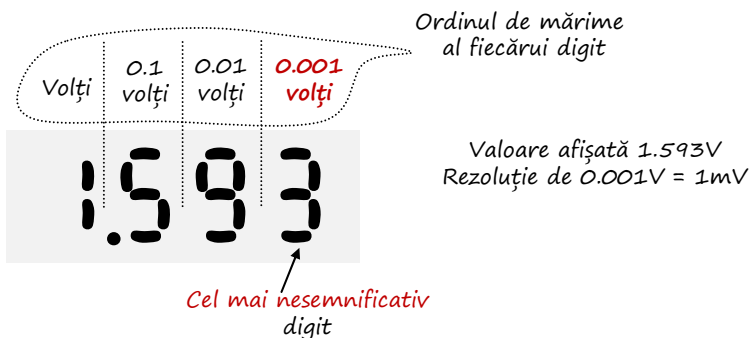 Ordinul de mărime
al fiecărui digit
Volți
0.1
volți
0.01
volți
0.001
volți
1.593
Valoare afișată 1.593V
Rezoluție de 0.001V = 1mV
Cel mai nesemnificativ
digit